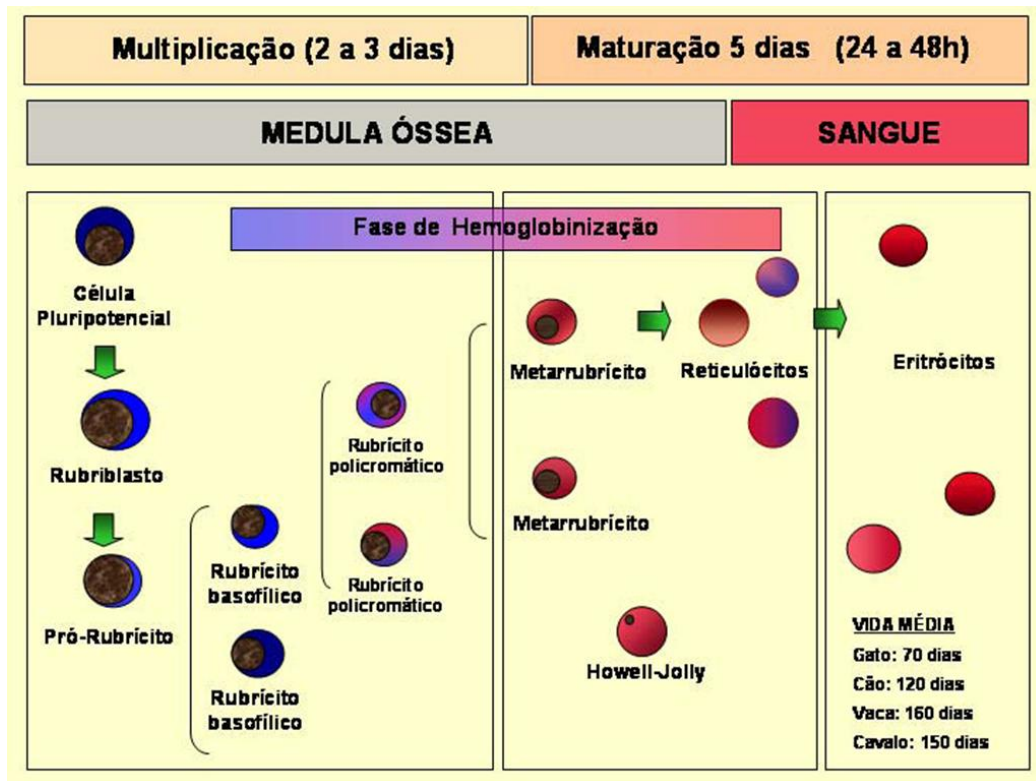 Multiplicação (2 a 3 dias)
Maturação 5 dias (24 a 48h)
MEDULA ÓSSEA
SANGUE
Fase de Hemoglobinização
Célula
Pluripotencial
Rubriblasto
Pró-Rubrícito
Rubrícito
basofílico
Rubrícito
basofílico
Rubrícito
policromático
Rubrícito
policromático
Metarrubrícito
Metarrubrícito
Reticulócitos
Howell-Jolly
Eritrócitos
VIDA MÉDIA
Gato: 70 dias
Cão: 120 dias
Vaca: 160 dias
Cavalo: 150 dias